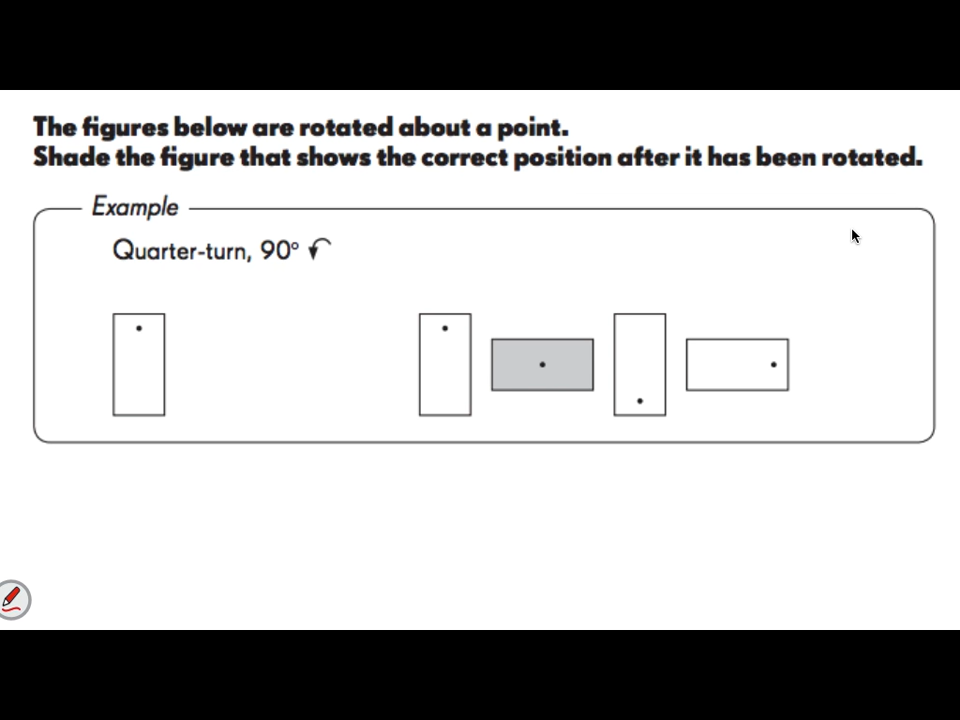 The figures below are rotated about a point.
Shade the figure that shows the correct position after it has been rotated.
Example
Quarter-turn, 90°